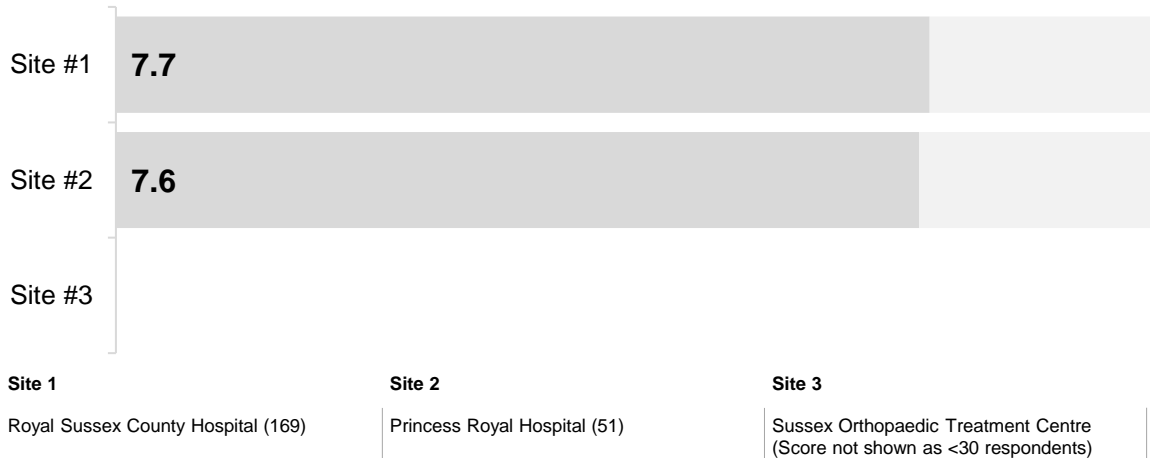 Site #1
7.7
Site #2
7.6
Site #3
Site 1
Royal Sussex County Hospital (169)
Site 2
Princess Royal Hospital (51)
Site 3
Sussex Orthopaedic Treatment Centre
(Score not shown as <30 respondents)